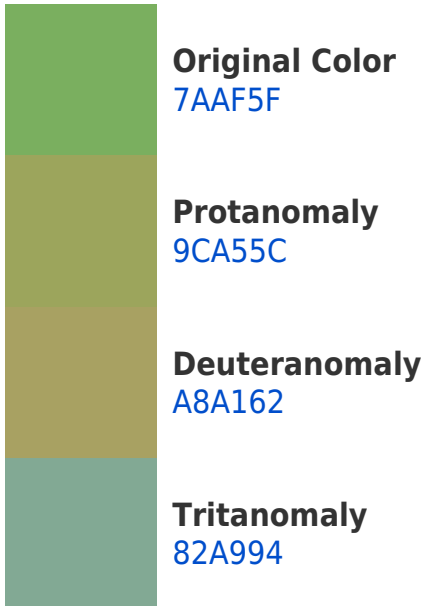 Original Color
7AAF5F
Protanomaly
9CA55C
Deuteranomaly
A8A162
Tritanomaly
82A994